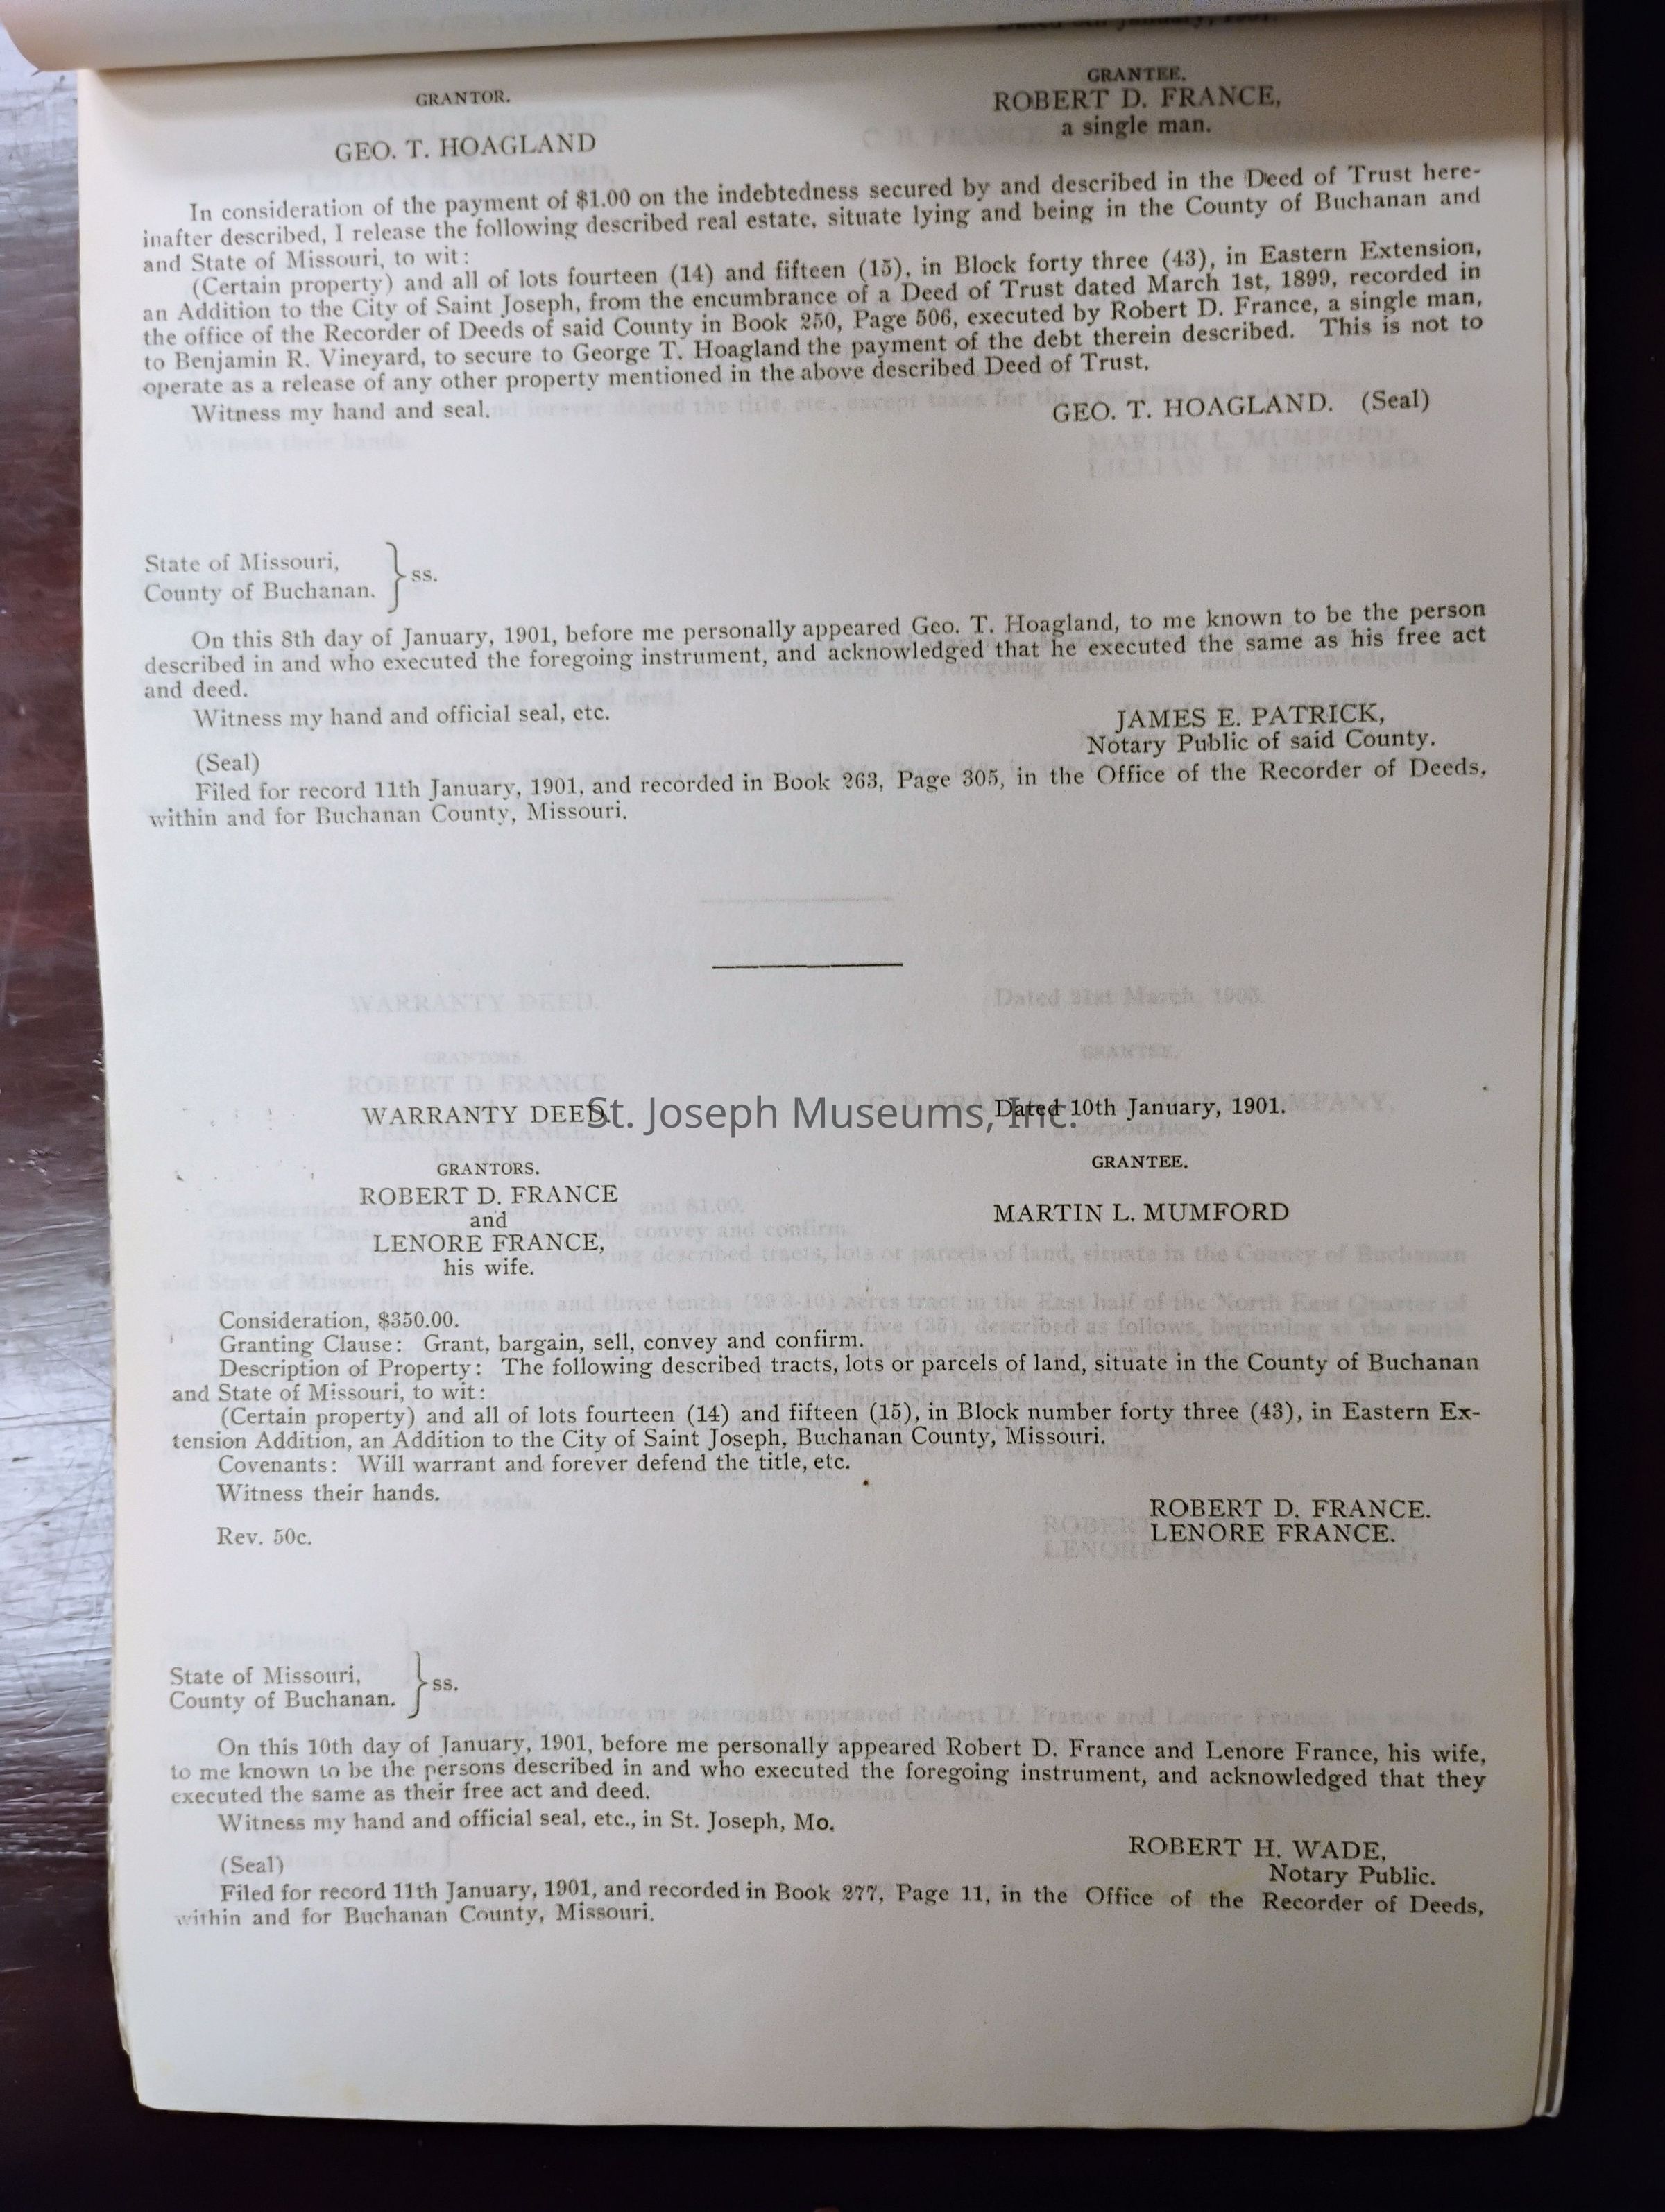 Dated 8th January, 1901.
GRANTOR.
GRANTEE.
GEO. T. HOAGLAND
ROBERT D. FRANCE,
a single man.
In consideration of the payment of $1.00 on the indebtedness secured by and described in the Deed of Trust here-
inafter described, I release the following described real estate, situate lying and being in the County of Buchanan and
and State of Missouri, to wit:
(Certain property) and all of lots fourteen (14) and fifteen (15), in Block forty three (43), in Eastern Extension,
an Addition to the City of Saint Joseph, from the encumbrance of a Deed of Trust dated March 1st, 1899, recorded in
the office of the Recorder of Deeds of said County in Book 250, Page 506, executed by Robert D. France, a single man,
to Benjamin R. Vineyard, to secure to George T. Hoagland the payment of the debt therein described. This is not to
operate as a release of any other property mentioned in the above described Deed of Trust.
Witness my hand and seal.
GEO. T. HOAGLAND. (Seal)
State of Missouri,
County of Buchanan. } ss.
On this 8th day of January, 1901, before me personally appeared Geo. T. Hoagland, to me known to be the person
described in and who executed the foregoing instrument, and acknowledged that he executed the same as his free act
and deed.
Witness my hand and official seal, etc.
JAMES E. PATRICK,
Notary Public of said County.
(Seal)
Filed for record 11th January, 1901, and recorded in Book 263, Page 305, in the Office of the Recorder of Deeds,
within and for Buchanan County, Missouri.
WARRANTY DEED.
Dated 10th January, 1901.
St. Joseph Museums, Inc.
GRANTORS.
GRANTEE.
ROBERT D. FRANCE
and
LENORE FRANCE,
his wife.
MARTIN L. MUMFORD
Consideration, $350.00.
Granting Clause: Grant, bargain, sell, convey and confirm.
Description of Property: The following described tracts, lots or parcels of land, situate in the County of Buchanan
and State of Missouri, to wit:
(Certain property) and all of lots fourteen (14) and fifteen (15), in Block number forty three (43), in Eastern Ex-
tension Addition, an Addition to the City of Saint Joseph, Buchanan County, Missouri.
Covenants: Will warrant and forever defend the title, etc.
Witness their hands.
ROBERT D. FRANCE.
LENORE FRANCE.
Rev. 50c.
State of Missouri,
County of Buchanan. } ss.
On this 10th day of January, 1901, before me personally appeared Robert D. France and Lenore France, his wife,
to me known to be the persons described in and who executed the foregoing instrument, and acknowledged that they
executed the same as their free act and deed.
Witness my hand and official seal, etc., in St. Joseph, Mo.
ROBERT H. WADE,
Notary Public.
(Seal)
Filed for record 11th January, 1901, and recorded in Book 277, Page 11, in the Office of the Recorder of Deeds,
within and for Buchanan County, Missouri.